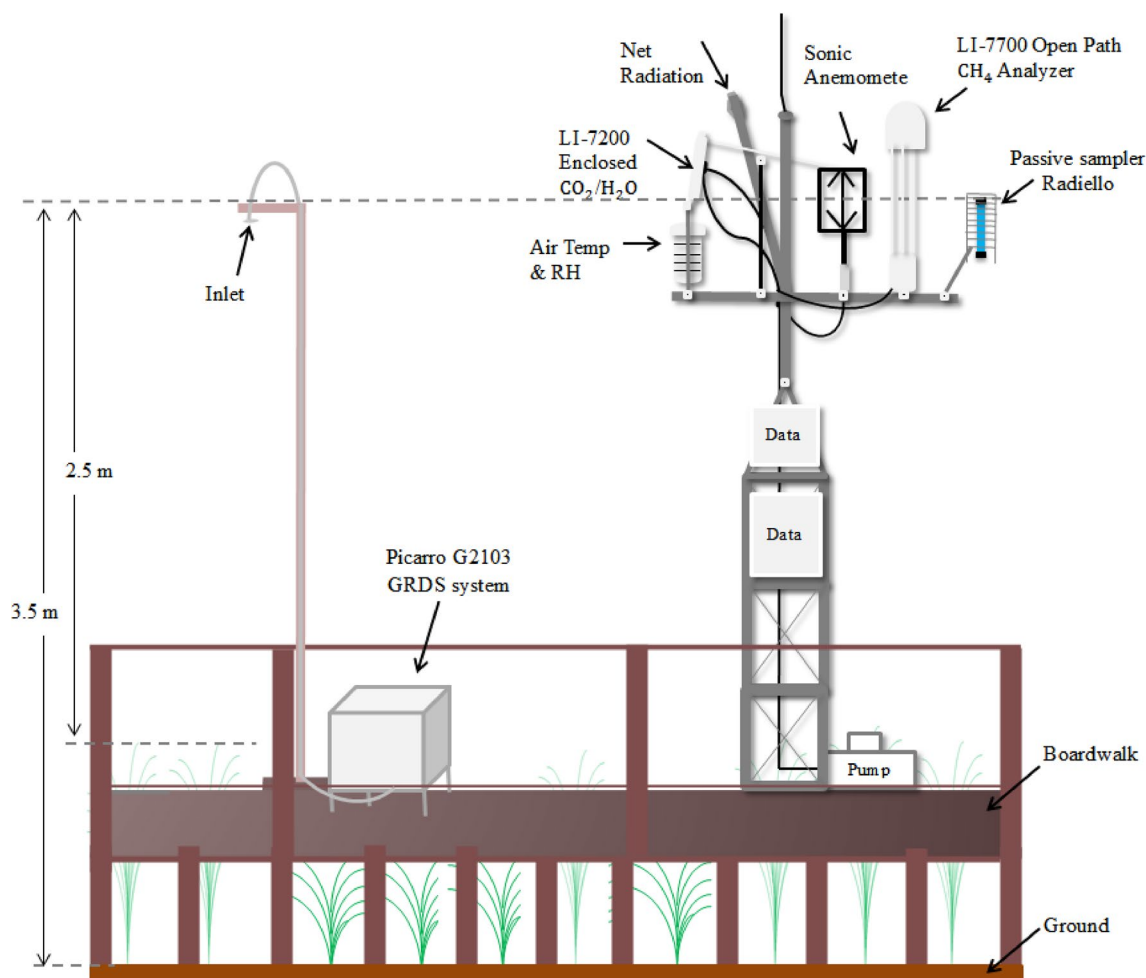 Net
Radiation
Sonic
Anemomete
LI-7700 Open Path
CH₄ Analyzer
LI-7200
Enclosed
CO₂/H₂O
Passive sampler
Radiello
Air Temp
& RH
Inlet
Data
2.5 m
Data
Picarro G2103
GRDS system
3.5 m
Boardwalk
Pump
Ground